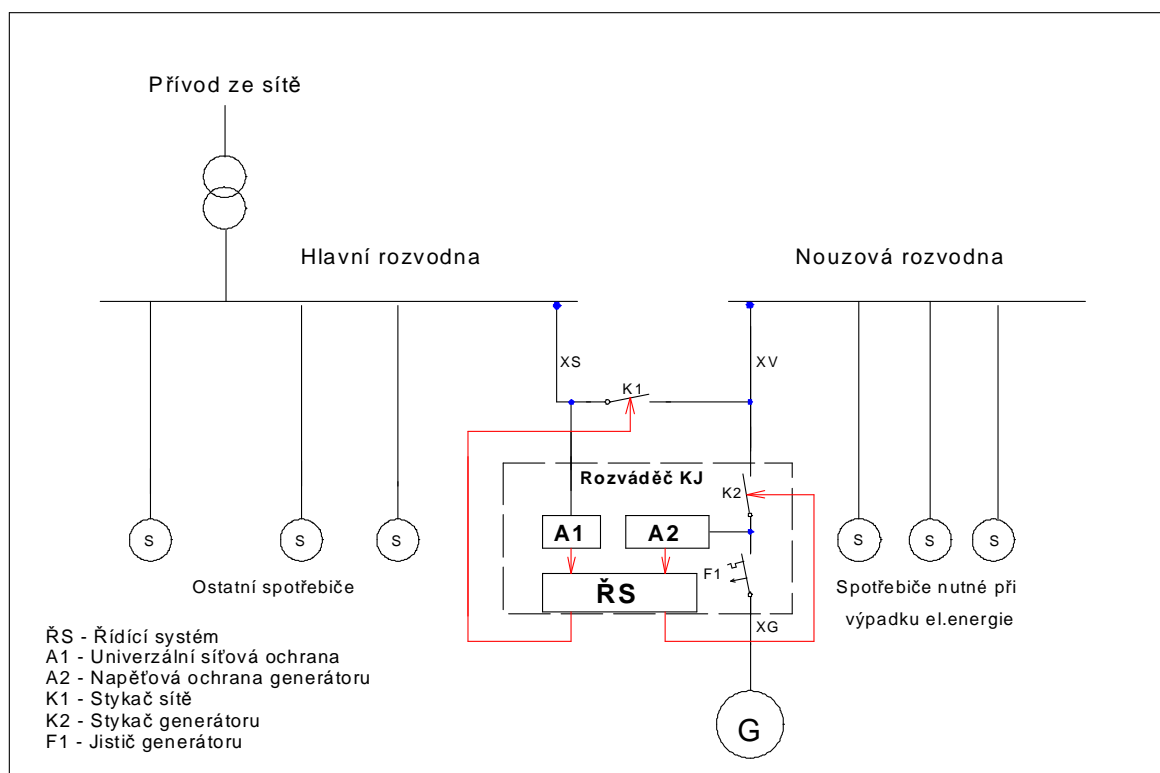 Přívod ze sítě
Hlavní rozvodna
Nouzová rozvodna
XS
K1
XV
Rozváděč KJ
K2
A1
A2
F1
ŘS
XG
G
S
S
S
S
S
S
Ostatní spotřebiče
Spotřebiče nutné při
výpadku el.energie
ŘS - Řídící systém
A1 - Univerzální síťová ochrana
A2 - Napěťová ochrana generátoru
K1 - Stykač sítě
K2 - Stykač generátoru
F1 - Jistič generátoru